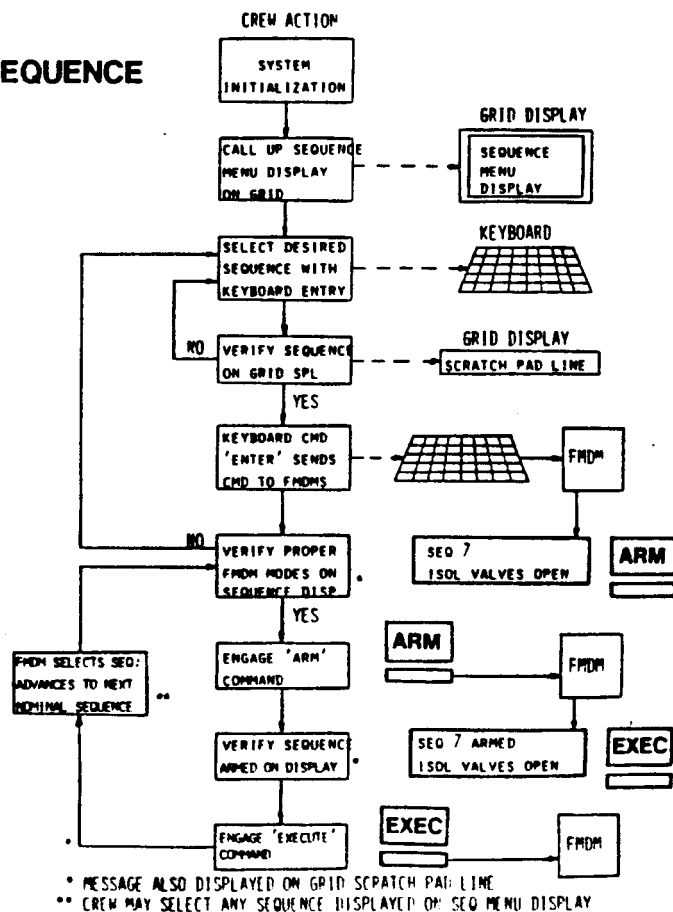 CREW ACTION
EQUENCE
SYSTEM
INITIALIZATION
GRID DISPLAY
CALL UP SEQUENCE
MENU DISPLAY
ON GRID
SEQUENCE
MENU
DISPLAY
KEYBOARD
SELECT DESIRED
SEQUENCE WITH
KEYBOARD ENTRY
GRID DISPLAY
NO
VERIFY SEQUENCE
ON GRID SPL
SCRATCH PAD LINE
YES
KEYBOARD CMD
'ENTER' SENDS
CMD TO FMDMS
FMDM
NO
VERIFY PROPER
FMDM MODES ON
SEQUENCE DISP
*
SEQ 7
ISOL VALVES OPEN
ARM
YES
ARM
FMDM SELECTS SEQ:
ADVANCES TO NEXT
NOMINAL SEQUENCE
**
ENGAGE 'ARM'
COMMAND
FMDM
VERIFY SEQUENCE
ARMED ON DISPLAY
*
SEQ 7 ARMED
ISOL VALVES OPEN
EXEC
*
ENGAGE 'EXECUTE'
COMMAND
EXEC
FMDM
* MESSAGE ALSO DISPLAYED ON GRID SCRATCH PAD LINE
** CREW MAY SELECT ANY SEQUENCE DISPLAYED ON SEQ MENU DISPLAY